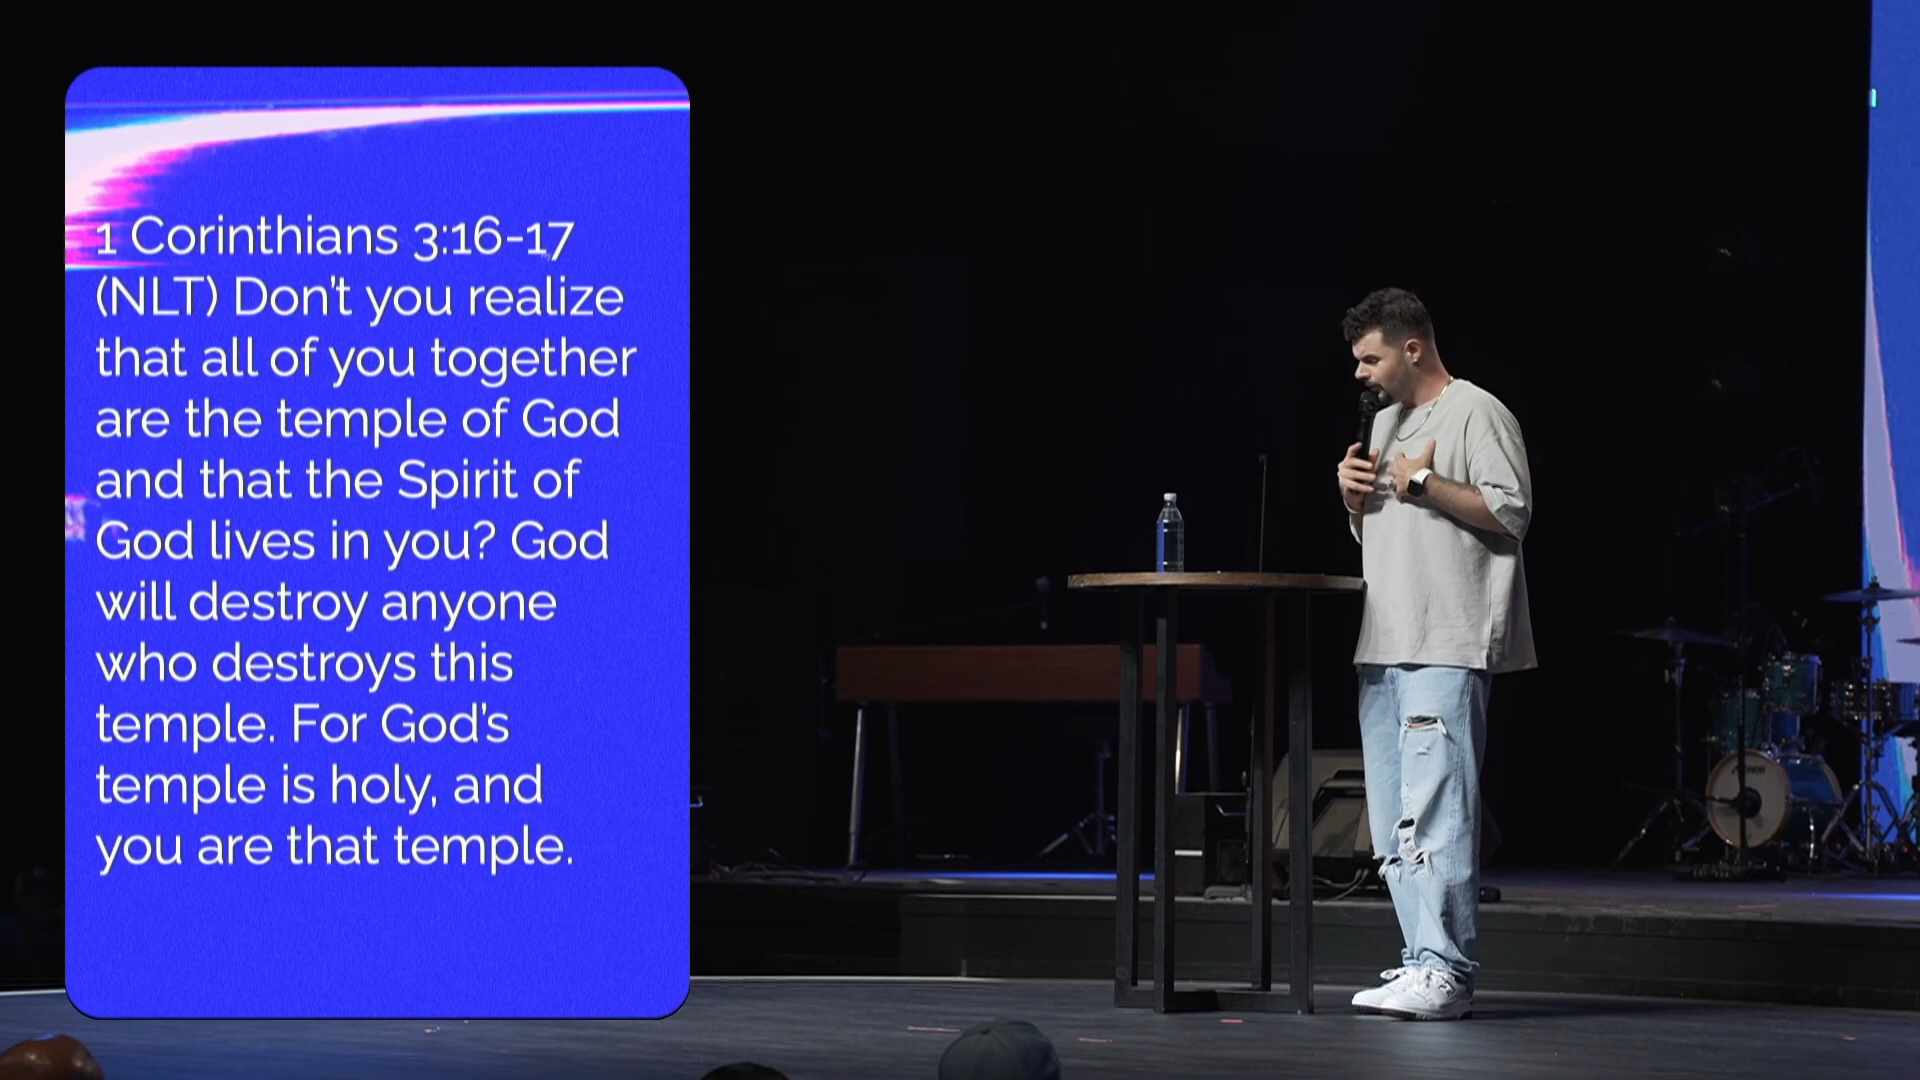 1 Corinthians 3:16-17
(NLT) Don't you realize
that all of you together
are the temple of God
and that the Spirit of
God lives in you? God
will destroy anyone
who destroys this
temple. For God's
temple is holy, and
you are that temple.
SONOR